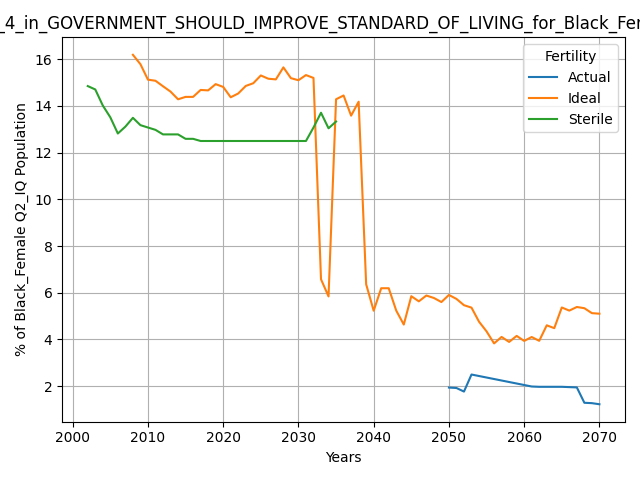 _4_in_GOVERNMENT_SHOULD_IMPROVE_STANDARD_OF_LIVING_for_Black_Fe
Fertility
Actual
Ideal
Sterile
% of Black_Female Q2_IQ Population
16
14
12
10
8
6
4
2
2000 2010 2020 2030 2040 2050 2060 2070
Years